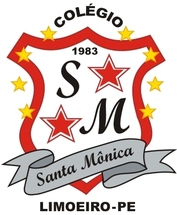 COLÉGIO
1983
S
M
Santa Mônica
LIMOEIRO-PE